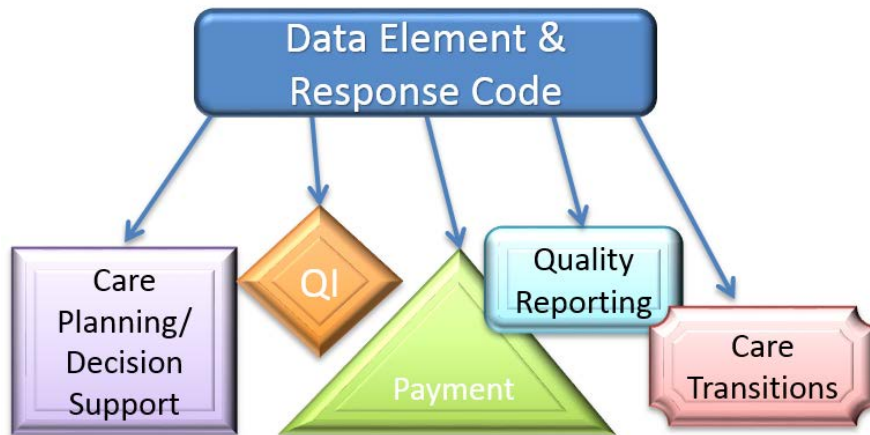 Data Element &
Response Code
Care
Planning/
Decision
Support
QI
Payment
Quality
Reporting
Care
Transitions